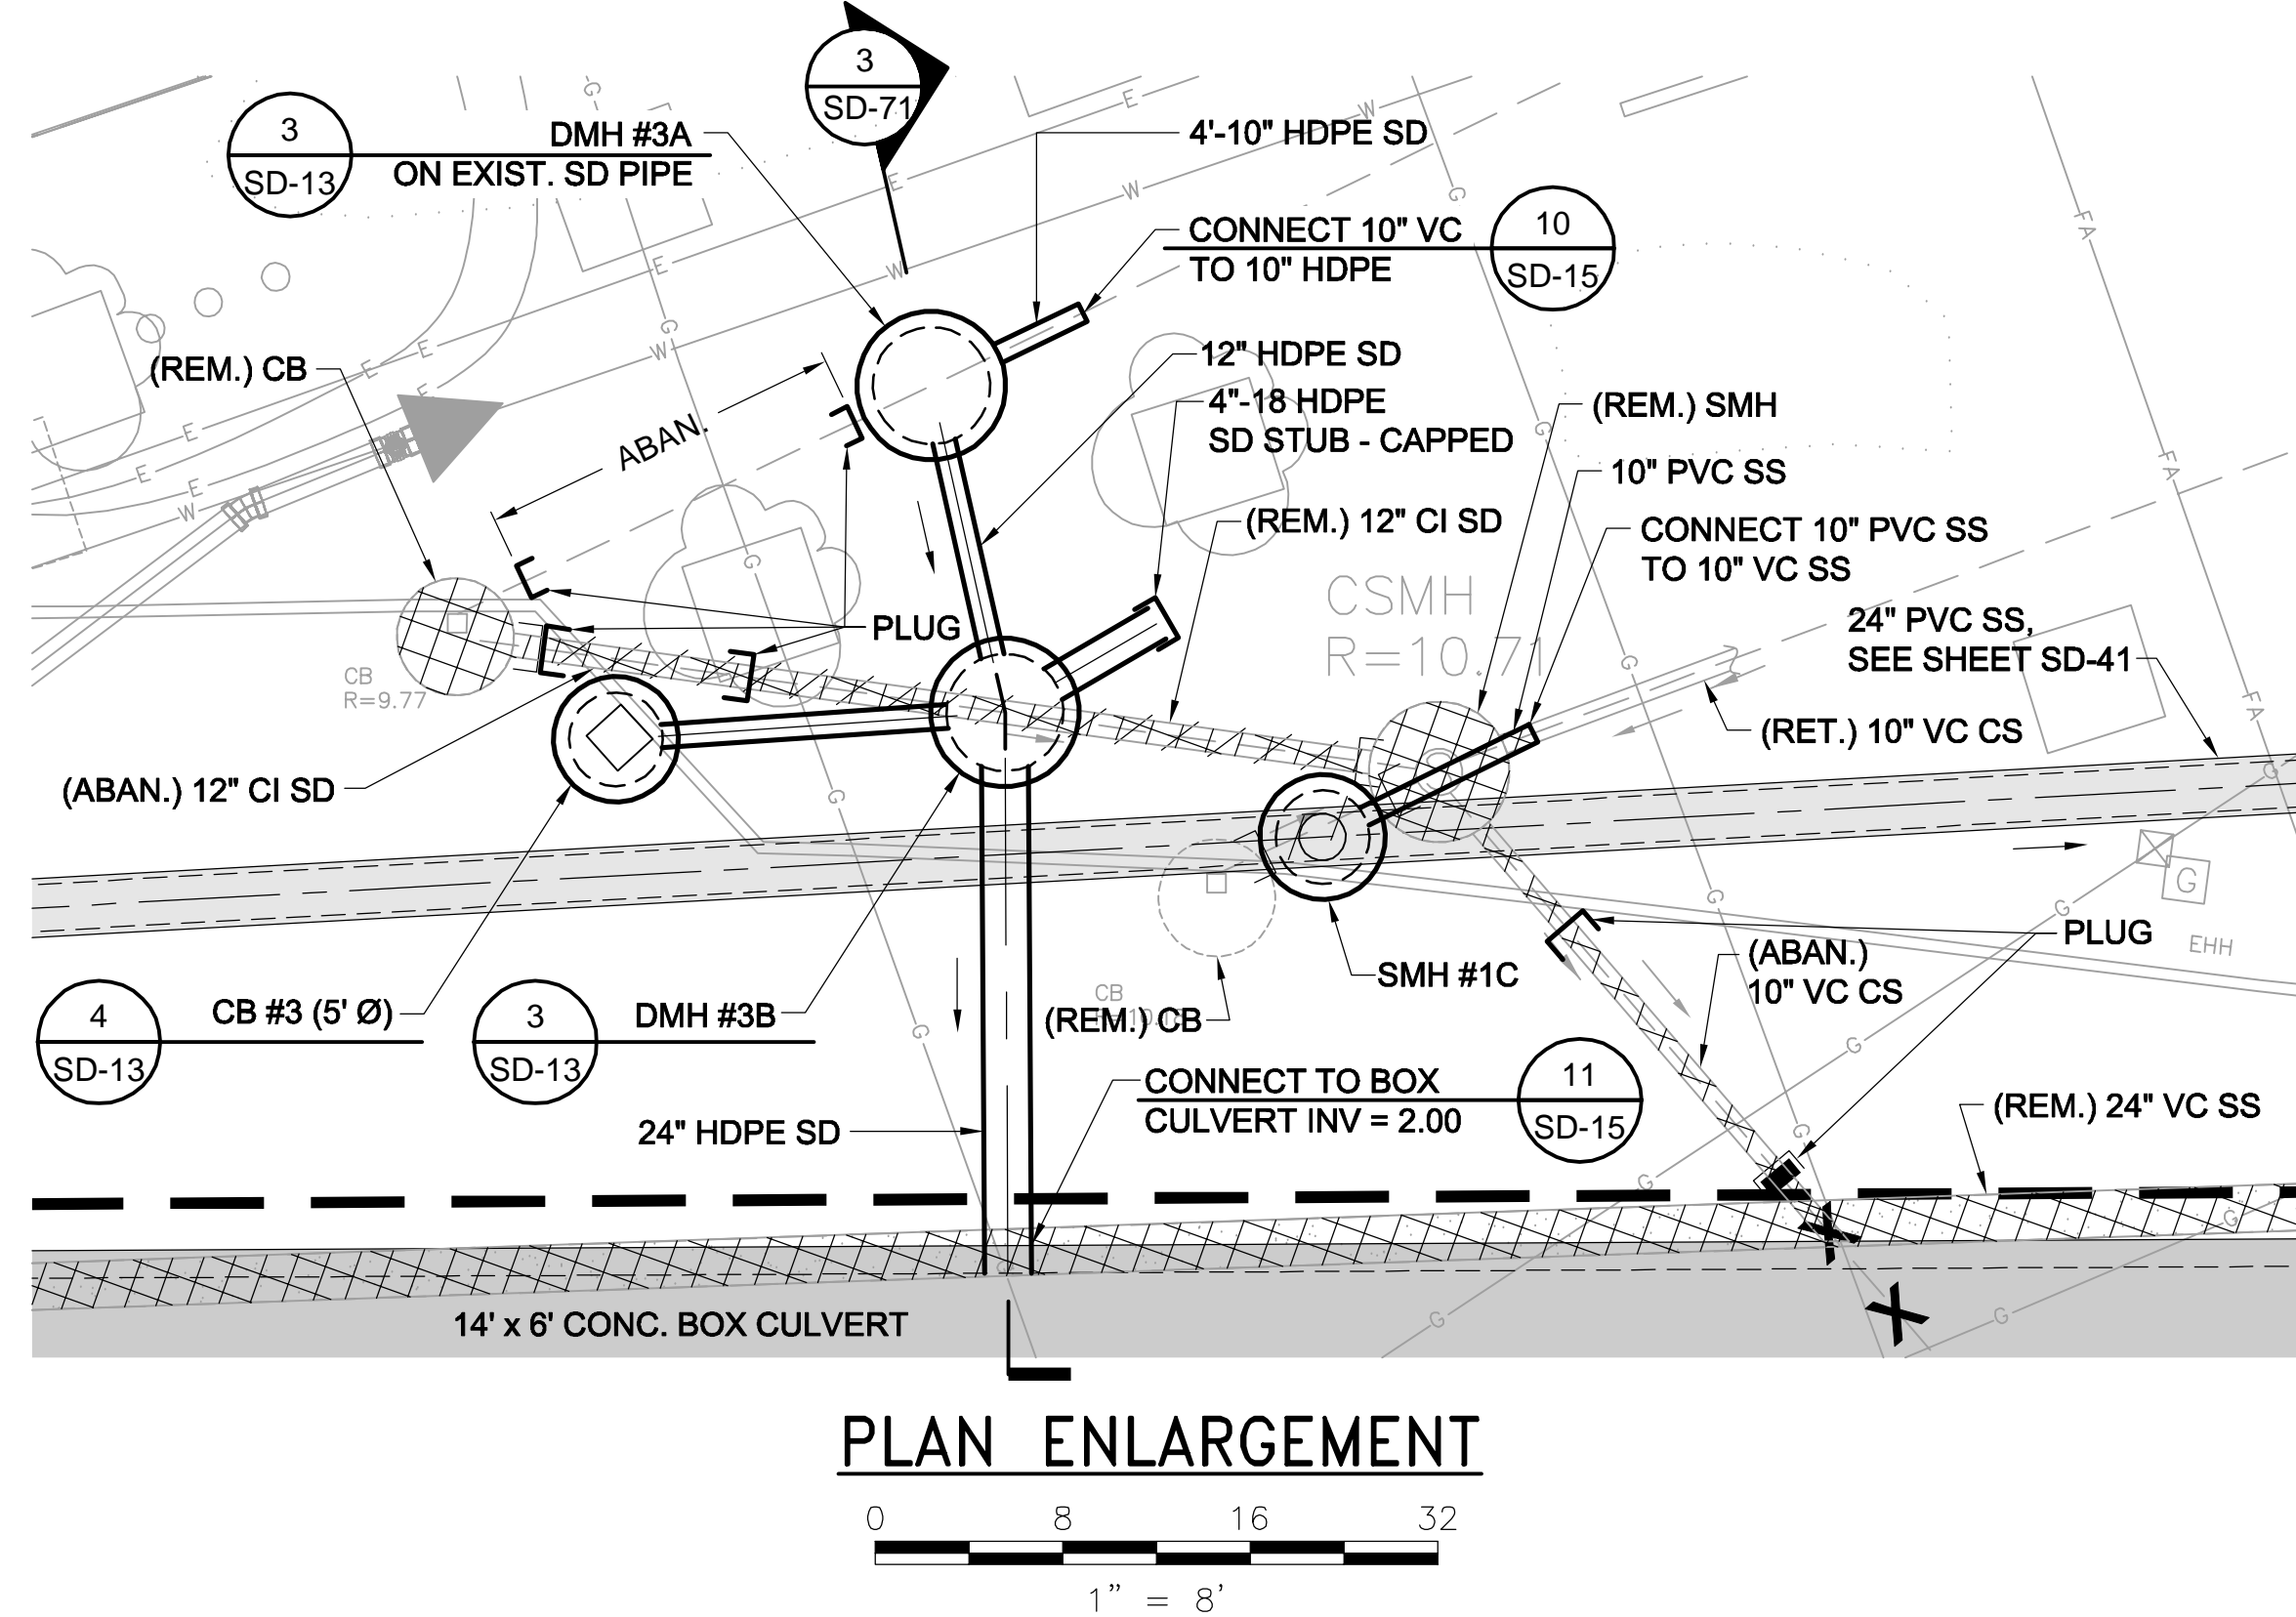 3
SD-71
3
SD-13
DMH #3A
ON EXIST. SD PIPE
4'-10" HDPE SD
CONNECT 10" VC
TO 10" HDPE
10
SD-15
(REM.) CB
12" HDPE SD
4"-18 HDPE
SD STUB - CAPPED
(REM.) SMH
ABAN.
10" PVC SS
(REM.) 12" CI SD
CONNECT 10" PVC SS
TO 10" VC SS
CSMH
R=10.71
PLUG
24" PVC SS,
SEE SHEET SD-41
CB
R=9.77
(RET.) 10" VC CS
(ABAN.) 12" CI SD
G
EHH
PLUG
(ABAN.)
10" VC CS
SMH #1C
4
SD-13
CB #3 (5' Ø)
3
SD-13
DMH #3B
CB
(REM.) CB
CONNECT TO BOX
CULVERT INV = 2.00
11
SD-15
24" HDPE SD
(REM.) 24" VC SS
14' x 6' CONC. BOX CULVERT
PLAN ENLARGEMENT
0 8 16 32
1" = 8'